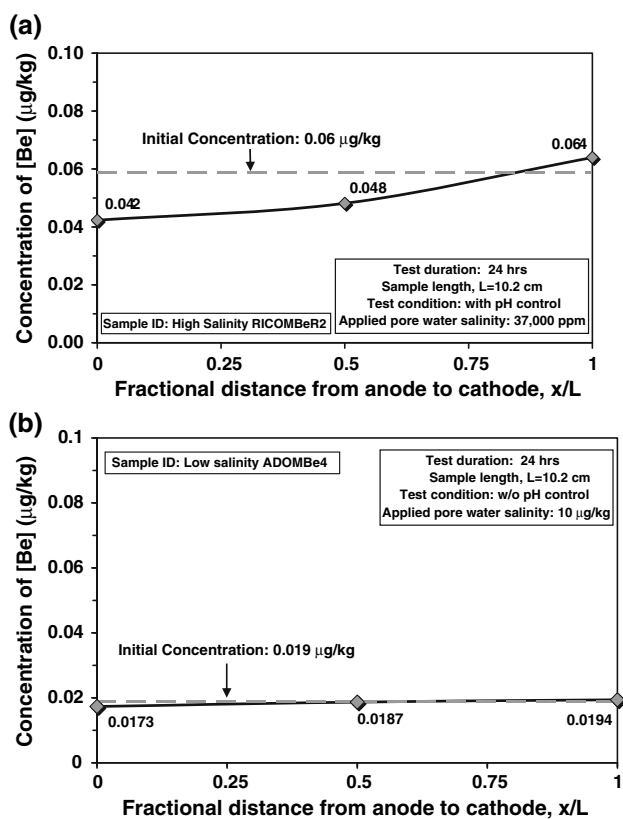 (a)
0.10
0.08
0.06
0.04
0.02
0.00
Concentration of [Be] (μg/kg)
Initial Concentration: 0.06 μg/kg
0.042
0.048
0.064
Test duration: 24 hrs
Sample length, L=10.2 cm
Test condition: with pH control
Applied pore water salinity: 37,000 ppm
Sample ID: High Salinity RICOMBeR2
0
0.25
0.5
0.75
1
Fractional distance from anode to cathode, x/L
(b)
0.1
0.08
0.06
0.04
0.02
0
Concentration of [Be] (μg/kg)
Sample ID: Low salinity ADOMBe4
Test duration: 24 hrs
Sample length, L=10.2 cm
Test condition: w/o pH control
Applied pore water salinity: 10 μg/kg
Initial Concentration: 0.019 μg/kg
0.0173
0.0187
0.0194
0
0.25
0.5
0.75
1
Fractional distance from anode to cathode, x/L